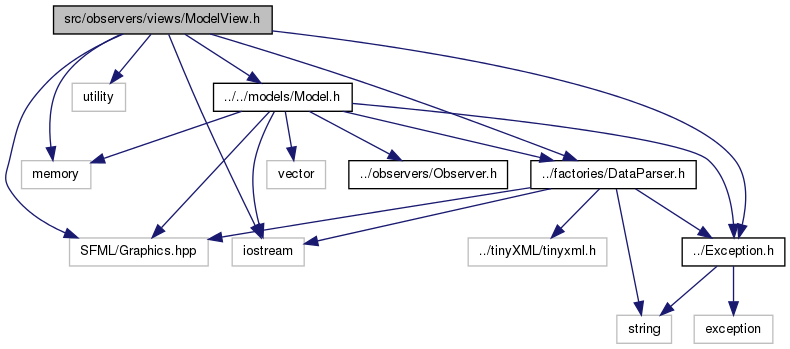 src/observers/views/ModelView.h
utility
../../models/Model.h
memory
vector
../observers/Observer.h
../factories/DataParser.h
SFML/Graphics.hpp
iostream
../tinyXML/tinyxml.h
../Exception.h
string
exception